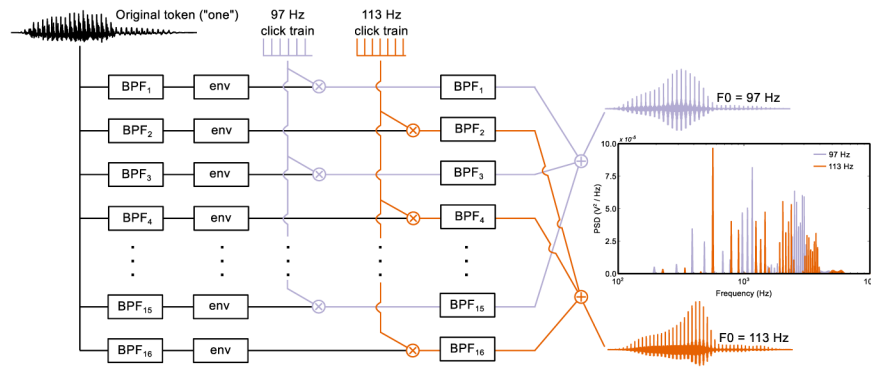 Original token ("one")
97 Hz
click train
113 Hz
click train
BPF1 env BPF1
BPF2 env BPF2
BPF3 env BPF3
BPF4 env BPF4
BPF15 env BPF15
BPF16 env BPF16
F0 = 97 Hz
x 10-6
10.0
7.5
5.0
2.5
0.0
PSD (V2 / Hz)
97 Hz
113 Hz
102 103 10
Frequency (Hz)
F0 = 113 Hz